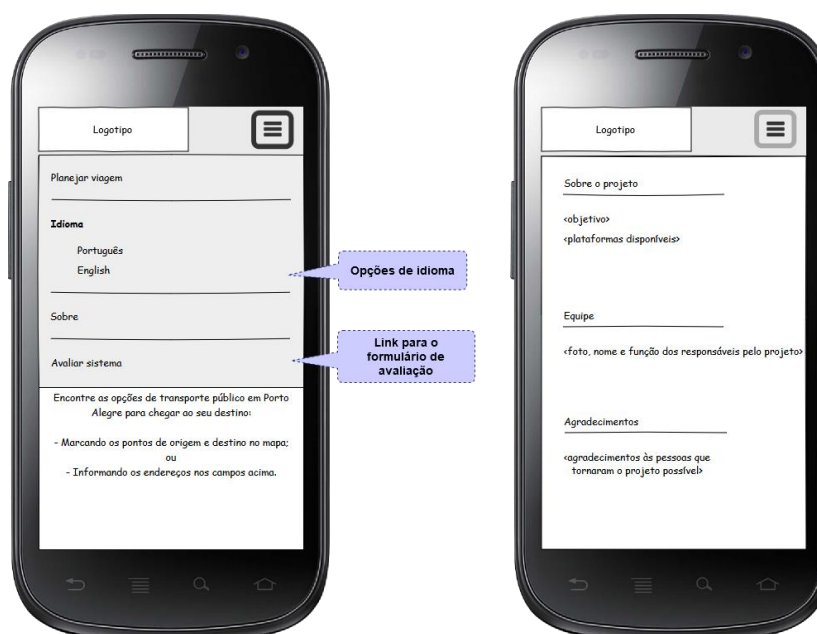 Logotipo
Planejar viagem
Idioma
Português
English
Sobre
Avaliar sistema
Encontre as opções de transporte público em Porto
Alegre para chegar ao seu destino:
- Marcando os pontos de origem e destino no mapa;
ou
- Informando os endereços nos campos acima.
Opções de idioma
Link para o
formulário de
avaliação
Logotipo
Sobre o projeto
<objetivo>
<plataformas disponíveis>
Equipe
<foto, nome e função dos responsáveis pelo projeto>
Agradecimentos
<agradecimentos às pessoas que
tornaram o projeto possível>